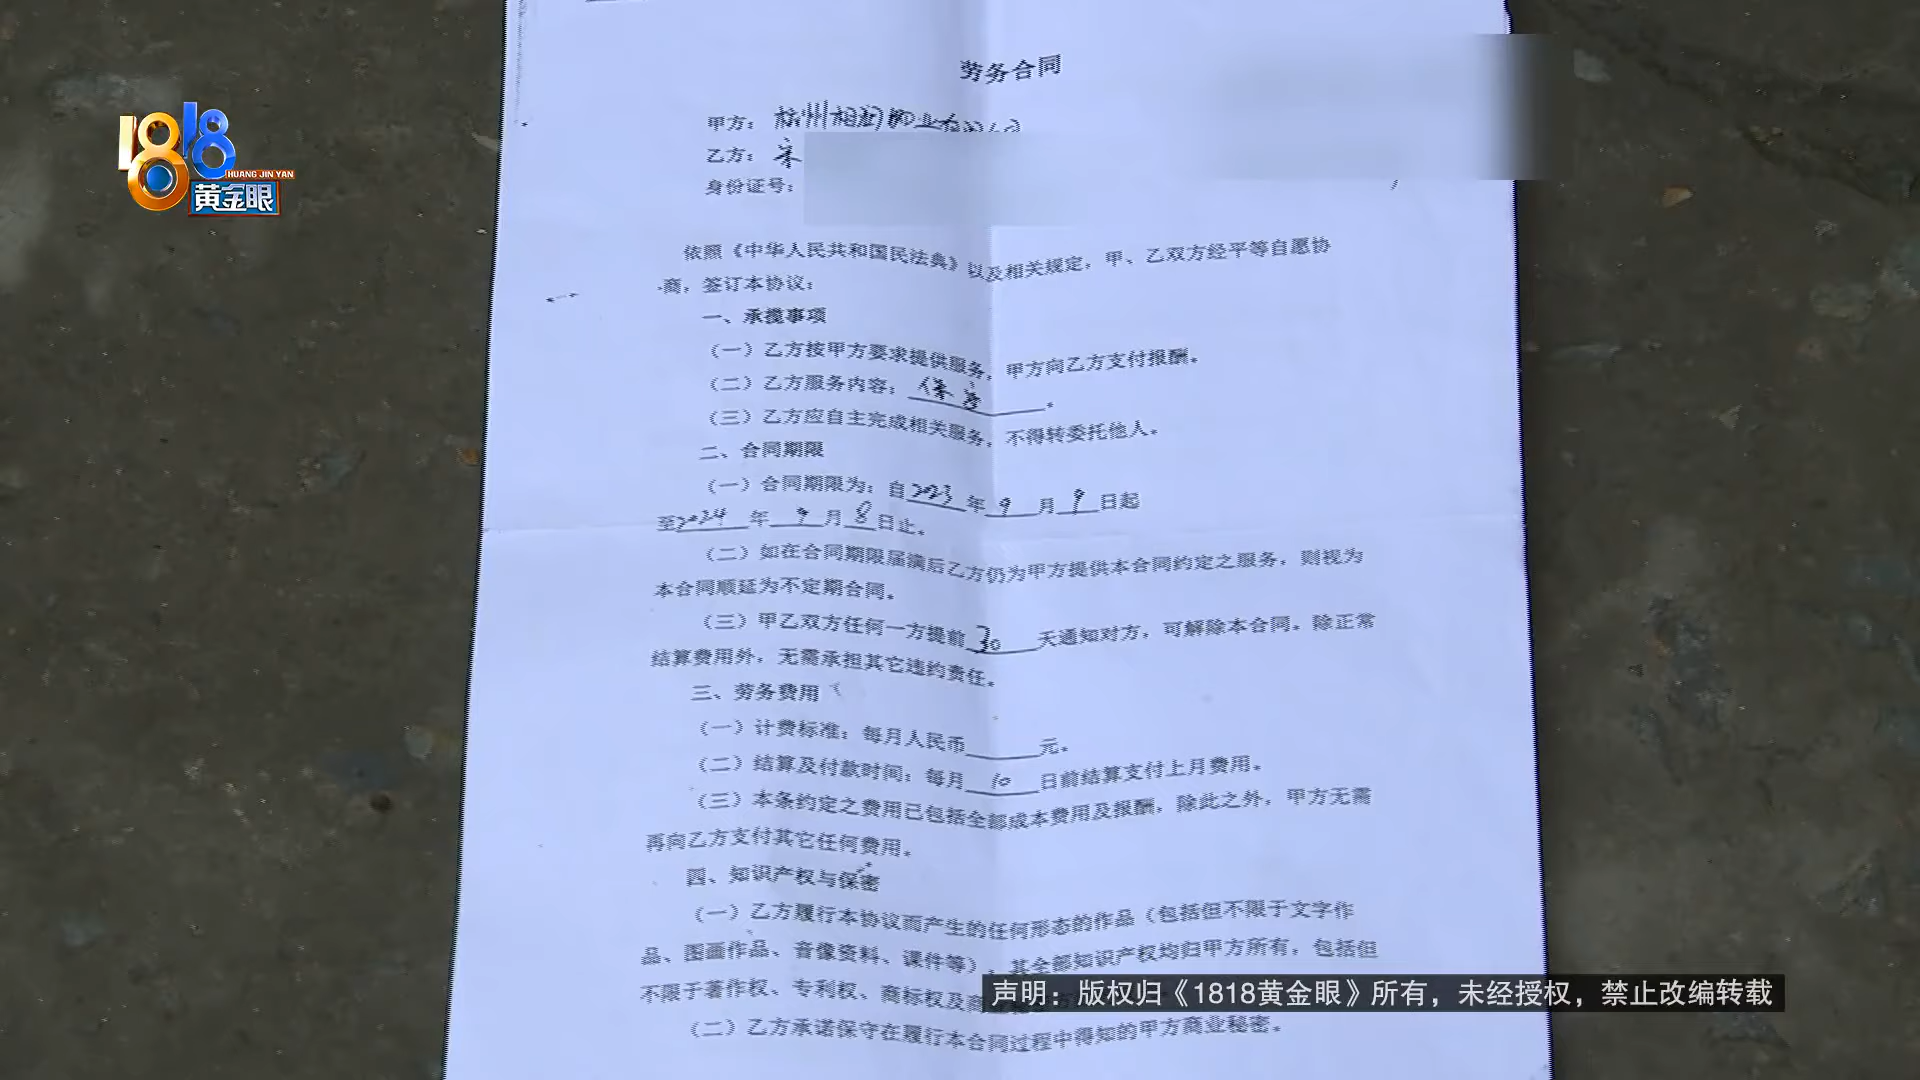 1818
HUANG JIN YAN
黄金眼
劳务合同
甲方：杭州相
乙方：朱
身份证号：
依照《中华人民共和国民法典》以及相关规定，甲、乙双方经平等自愿协
商，签订本协议：
一、承揽事项
（一）乙方按甲方要求提供服务，甲方向乙方支付报酬。
（二）乙方服务内容：保洁。
（三）乙方应自主完成相关服务，不得转委托他人。
二、合同期限
（一）合同期限为：自2023年9月9日起
至2024年9月8日止。
（二）如在合同期限届满后乙方仍为甲方提供本合同约定之服务，则视为
本合同顺延为不定期合同。
（三）甲乙双方任何一方提前30天通知对方，可解除本合同。除正常
结算费用外，无需承担其它违约责任。
三、劳务费用
（一）计费标准：每月人民币______元。
（二）结算及付款时间：每月10日前结算支付上月费用。
（三）本条约定之费用已包括全部成本费用及报酬，除此之外，甲方无需
再向乙方支付其它任何费用。
四、知识产权与保密
（一）乙方履行本协议而产生的任何形态的作品（包括但不限于文字作
品、图画作品、音像资料、课件等），其全部知识产权均归甲方所有，包括但
不限于著作权、专利权、商标权及商
声明：版权归《1818黄金眼》所有，未经授权，禁止改编转载
（二）乙方承诺保守在履行本合同过程中得知的甲方商业秘密。